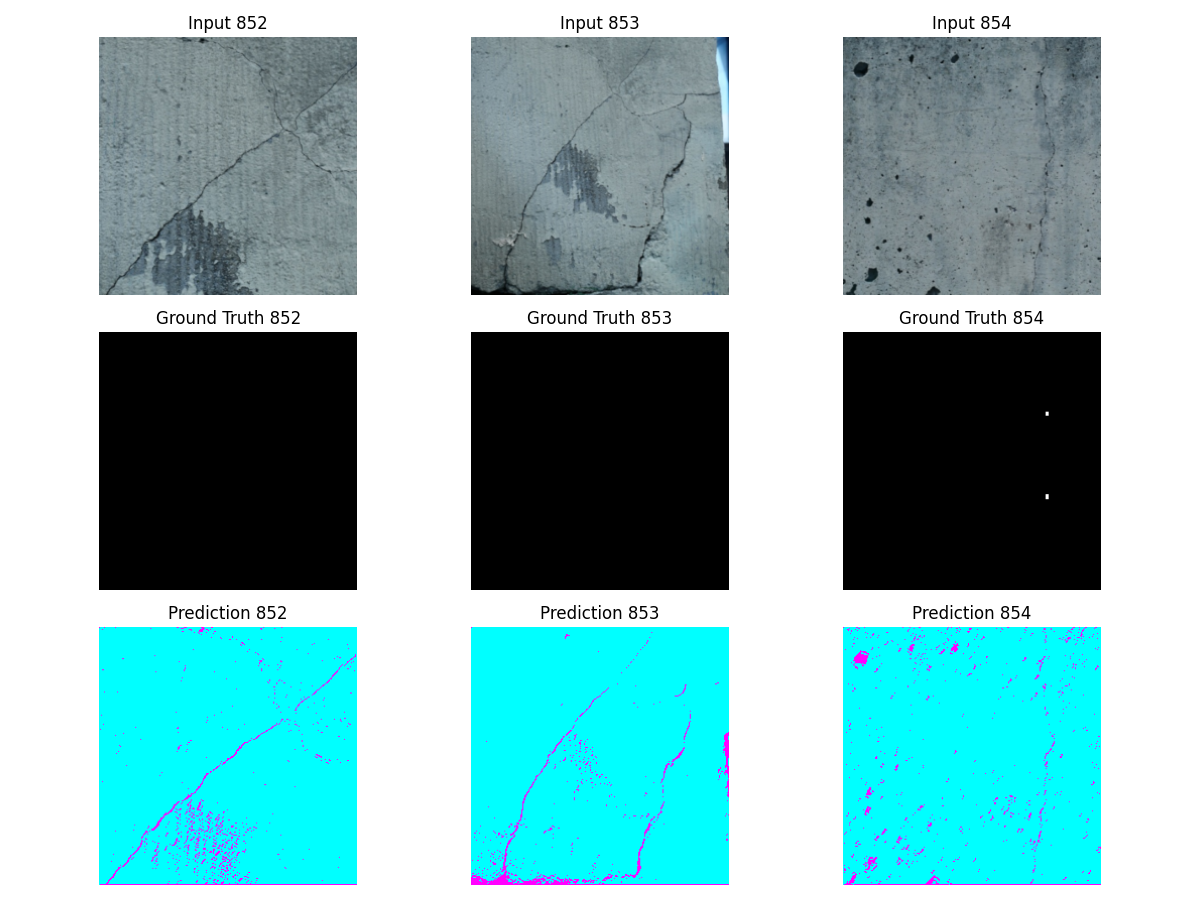 Input 852
Input 853
Input 854
Ground Truth 852
Ground Truth 853
Ground Truth 854
Prediction 852
Prediction 853
Prediction 854